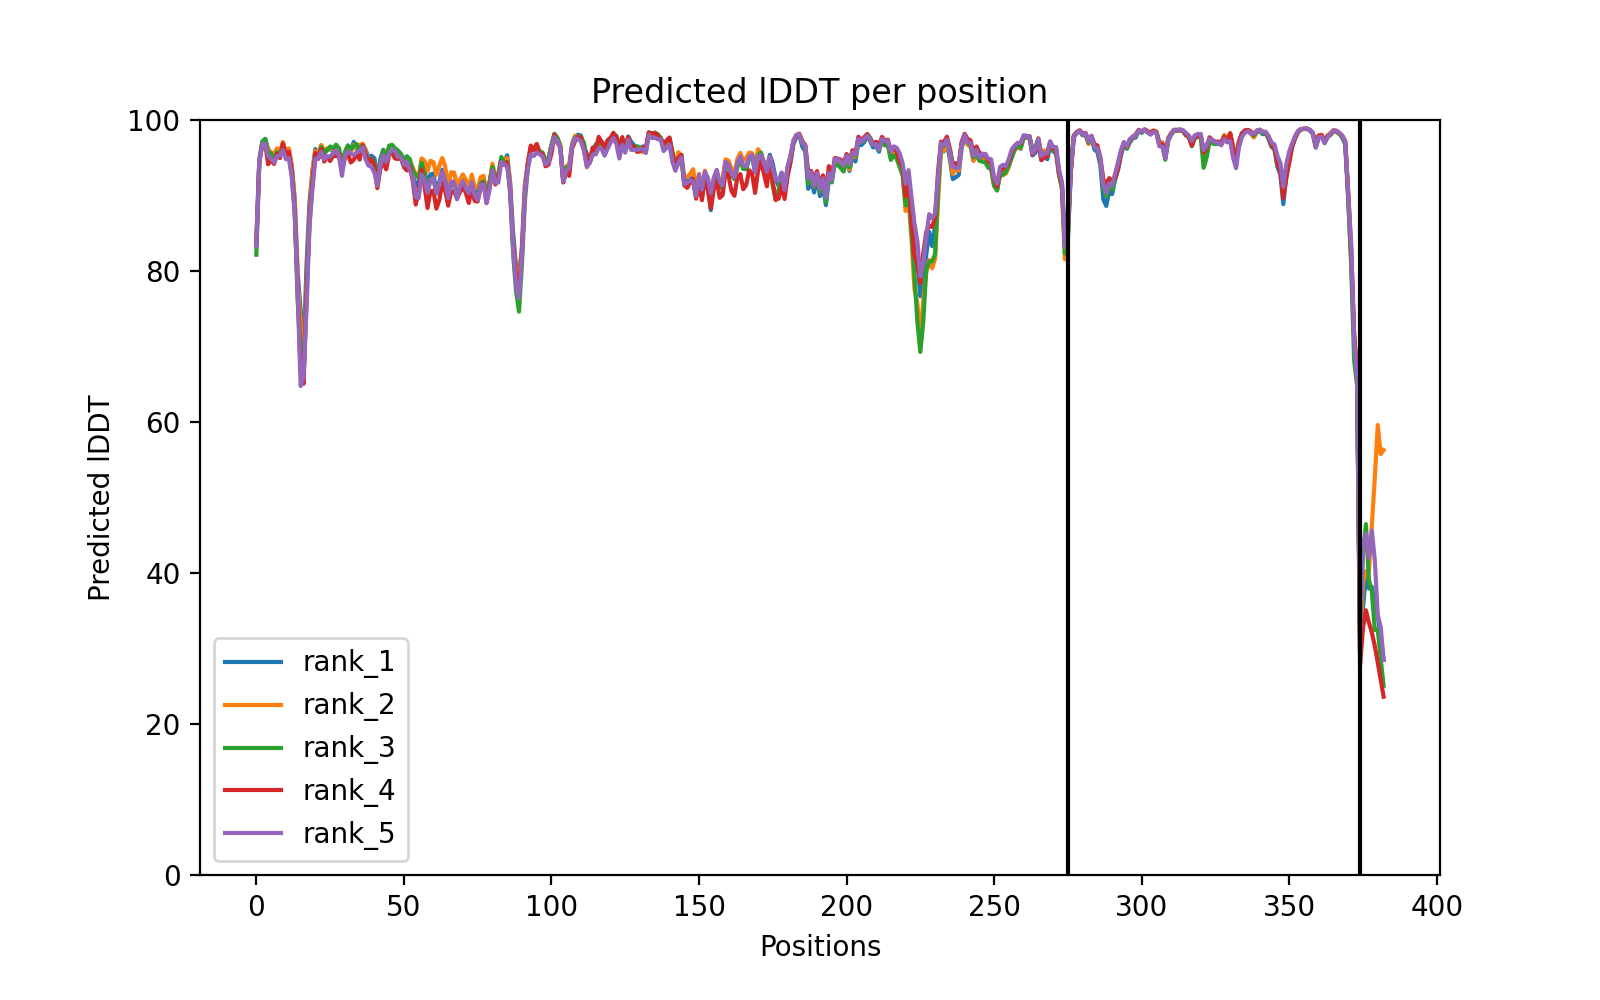 Predicted lDDT per position
100
80
60
40
20
0
Predicted lDDT
rank_1
rank_2
rank_3
rank_4
rank_5
0 50 100 150 200 250 300 350 400
Positions